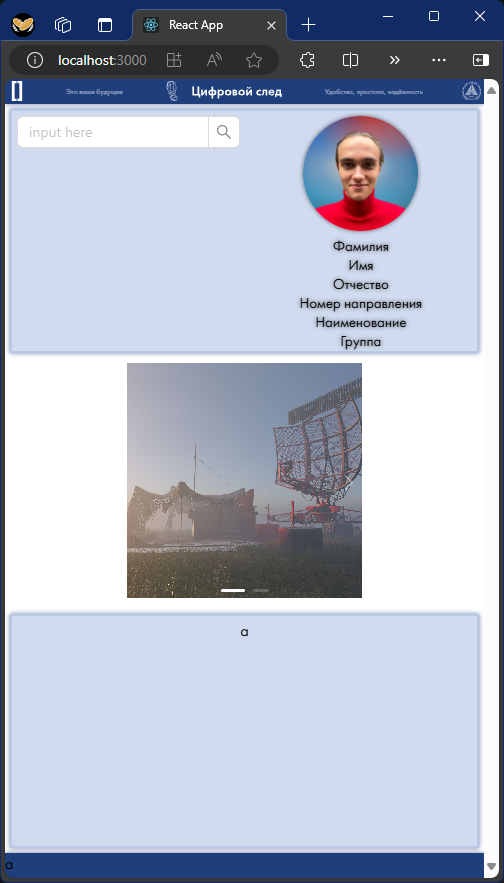 React App
localhost:3000
[]
Это ваше будущее
Цифровой след
Удобство, простота, надёжность
input here
Фамилия
Имя
Отчество
Номер направления
Наименование
Группа
а
а